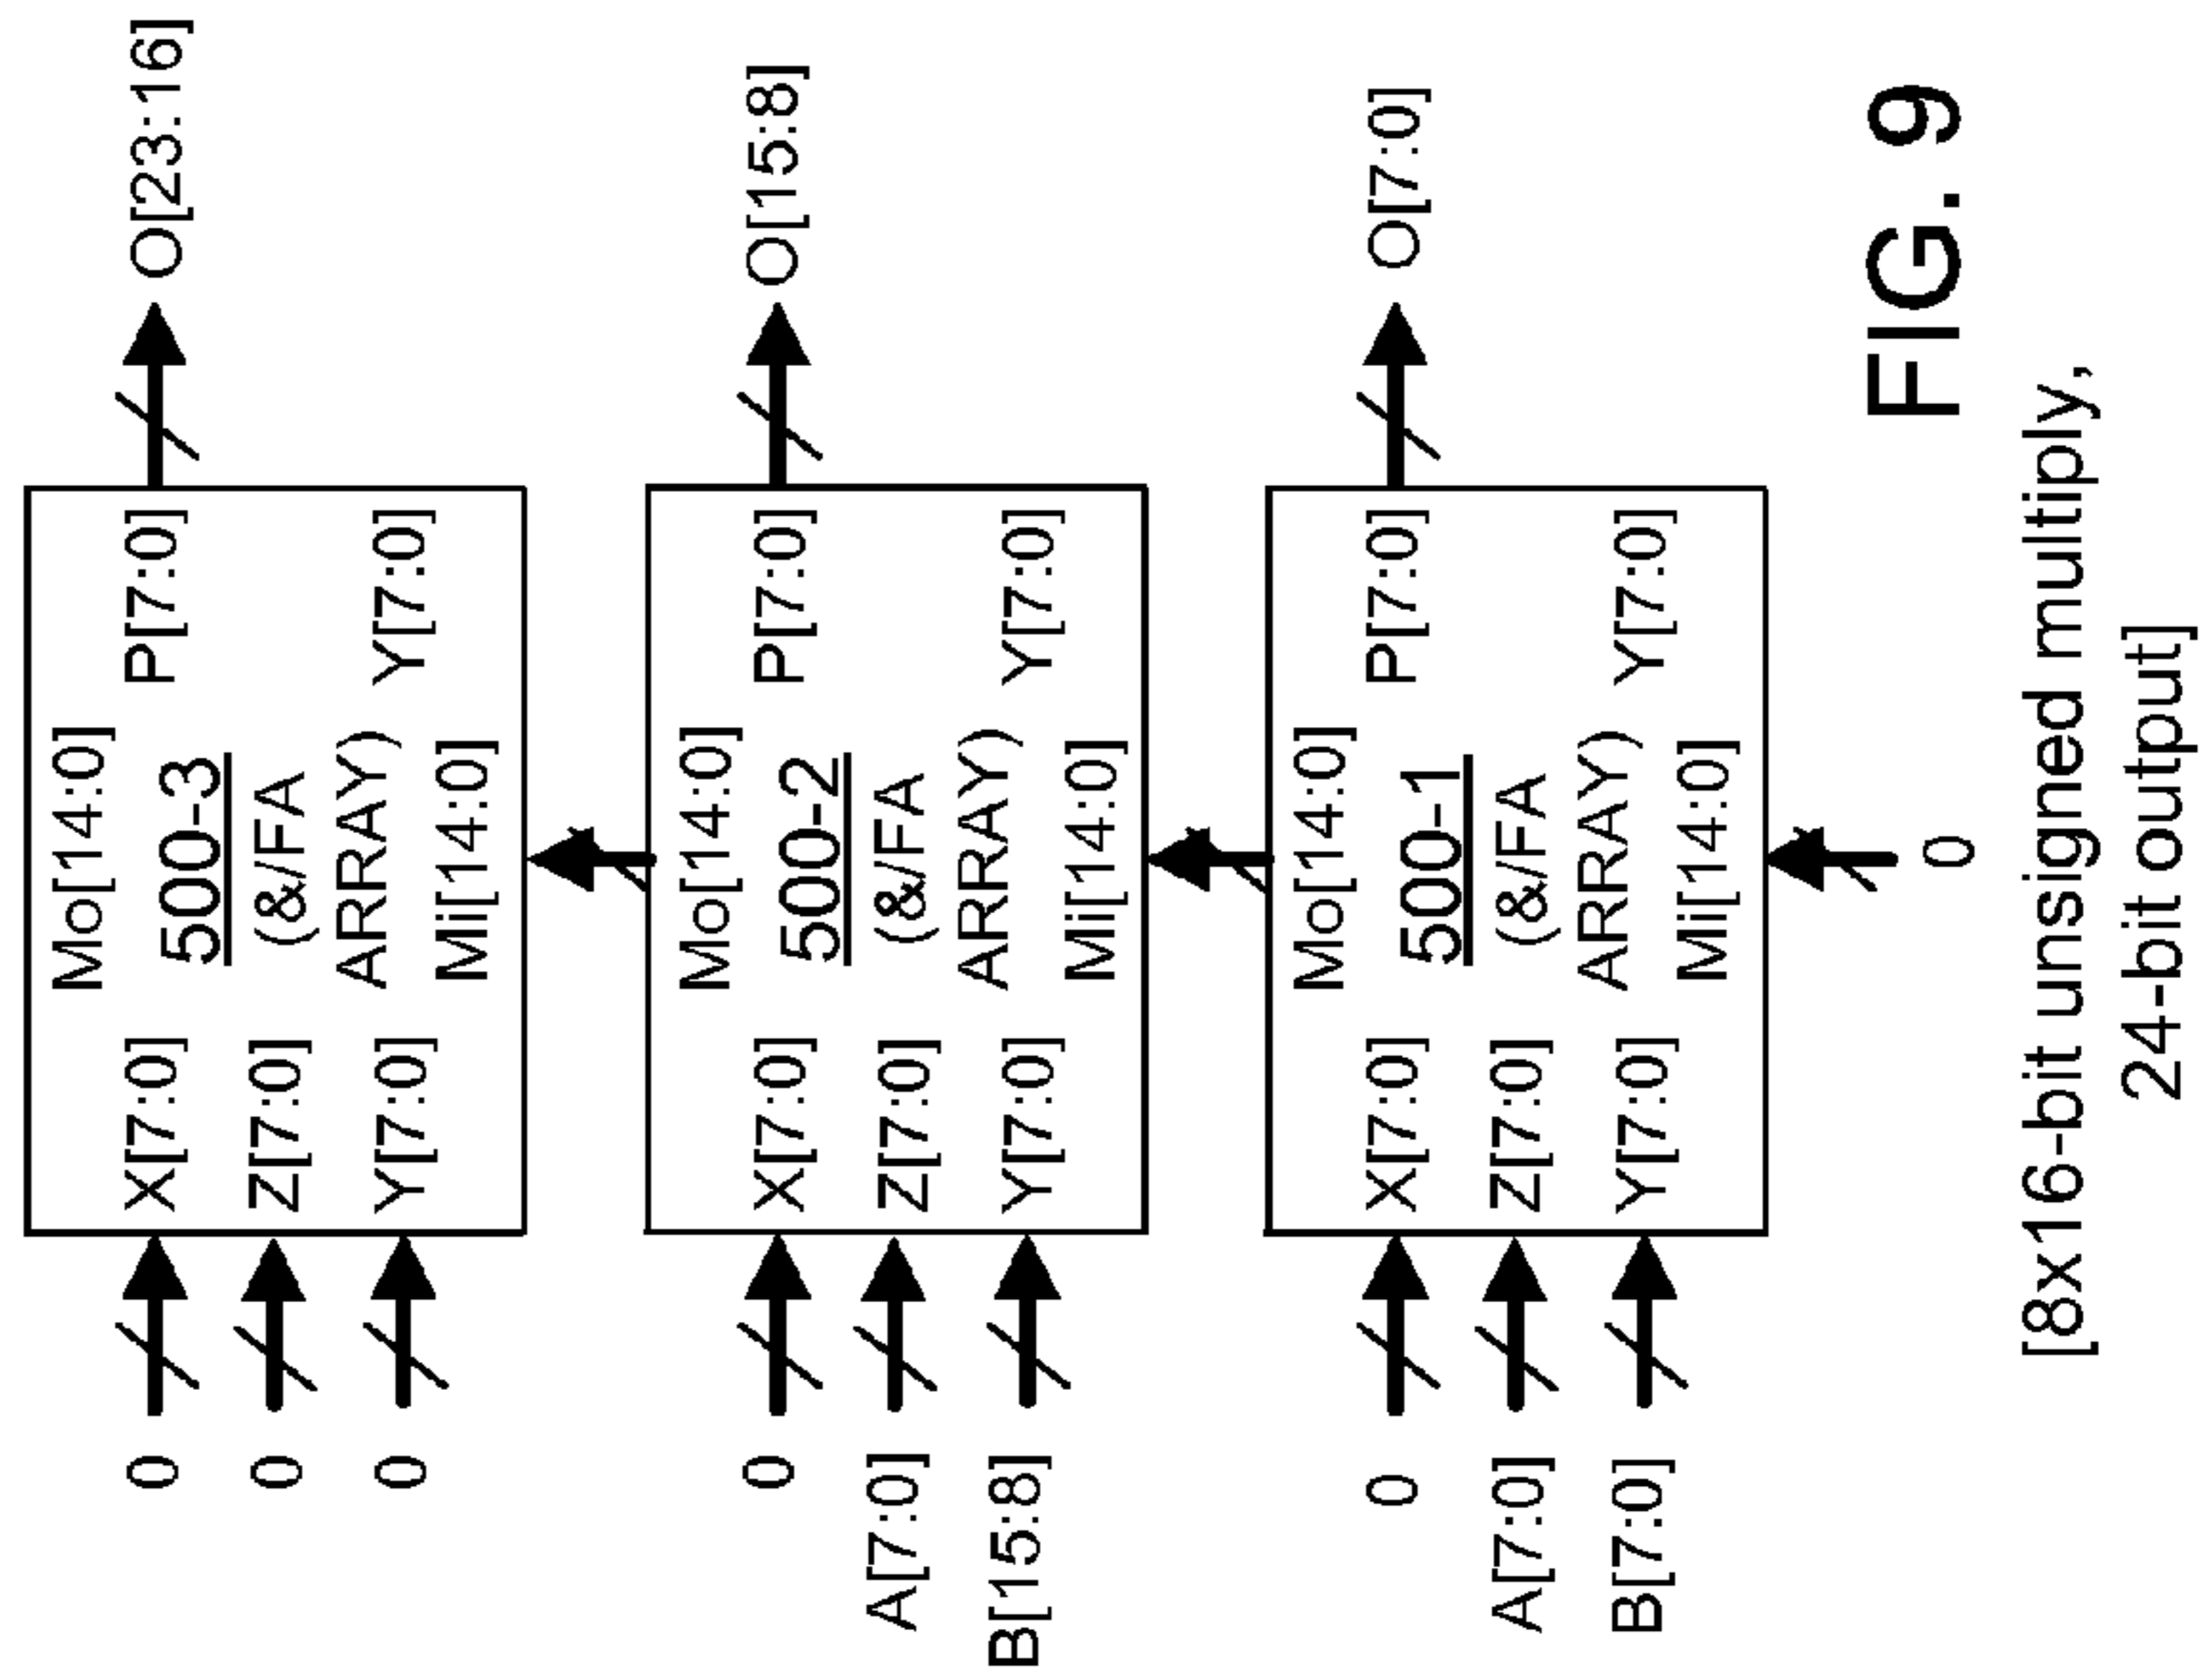 O[23:16]
Mo[14:0]
X[7:0] 500-3 P[7:0]
0 Z[7:0] (&/FA
0 Y[7:0] ARRAY) Y[7:0]
0 Mi[14:0]
O[15:8]
Mo[14:0]
X[7:0] 500-2 P[7:0]
0 Z[7:0] (&/FA
A[7:0] Y[7:0] ARRAY) Y[7:0]
B[15:8] Mi[14:0]
O[7:0]
Mo[14:0]
X[7:0] 500-1 P[7:0]
0 Z[7:0] (&/FA
A[7:0] Y[7:0] ARRAY) Y[7:0]
B[7:0] Mi[14:0]
0
FIG. 9
[8x16-bit unsigned multiply,
24-bit output]